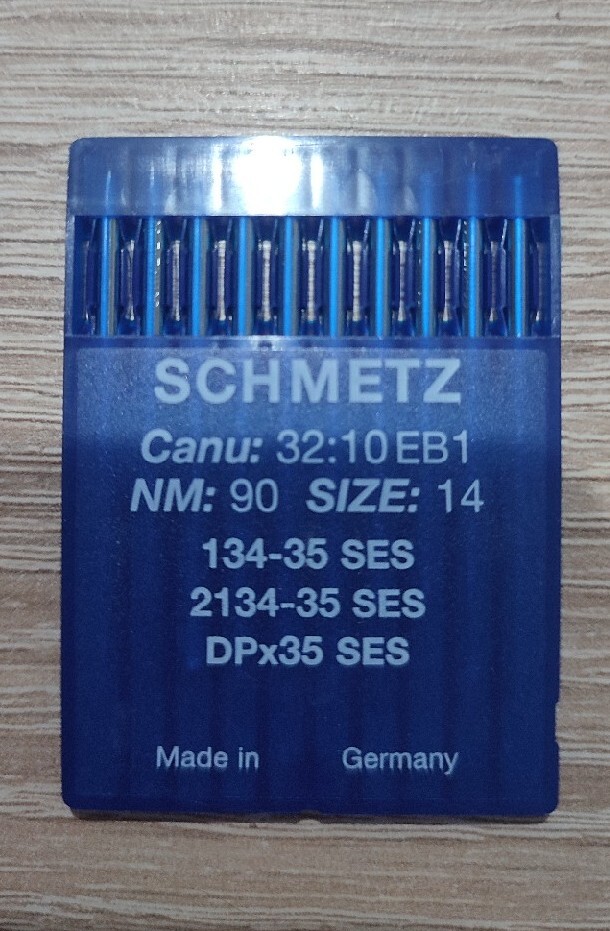 SCHMETZ
Canu: 32:10 EB1
NM: 90 SIZE: 14
134-35 SES
2134-35 SES
DPx35 SES
Made in Germany